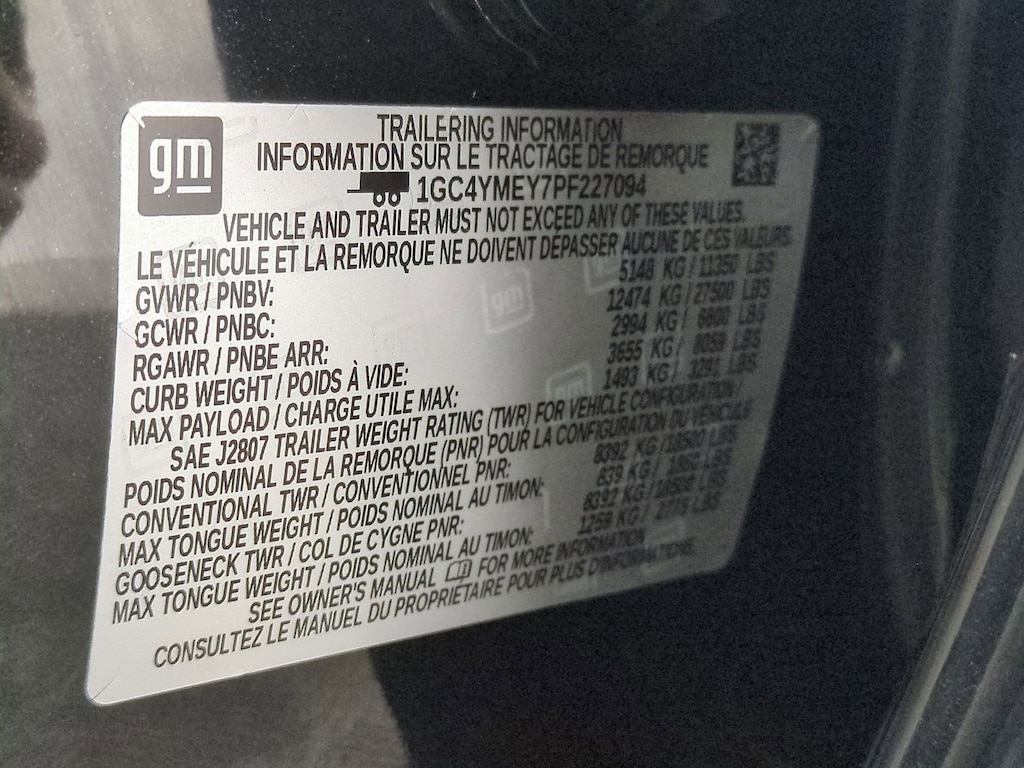 gm
TRAILERING INFORMATION
INFORMATION SUR LE TRACTAGE DE REMORQUE
1GC4YMEY7PF227094
VEHICLE AND TRAILER MUST NOT EXCEED ANY OF THESE VALUES.
LE VÉHICULE ET LA REMORQUE NE DOIVENT DÉPASSER AUCUNE DE CES VALEURS
GVWR / PNBV: 5148 KG / 11350 LBS
GCWR / PNBC: 12474 KG / 27500 LBS
RGAWR / PNBE ARR: 2994 KG / 6600 LBS
CURB WEIGHT / POIDS À VIDE: 3655 KG / 8059 LBS
MAX PAYLOAD / CHARGE UTILE MAX: 1493 KG / 3291 LBS
SAE J2807 TRAILER WEIGHT RATING (TWR) FOR VEHICLE CONFIGURATION /
POIDS NOMINAL DE LA REMORQUE (PNR) POUR LA CONFIGURATION DU VÉHICULE
CONVENTIONAL TWR / CONVENTIONNEL PNR: 8392 KG / 18500 LBS
MAX TONGUE WEIGHT / POIDS NOMINAL AU TIMON: 839 KG / 1850 LBS
GOOSENECK TWR / COL DE CYGNE PNR: 8392 KG / 18500 LBS
MAX TONGUE WEIGHT / POIDS NOMINAL AU TIMON: 1259 KG / 2775 LBS
SEE OWNER'S MANUAL FOR MORE INFORMATION
CONSULTEZ LE MANUEL DU PROPRIETAIRE POUR PLUS D'INFORMATIONS.